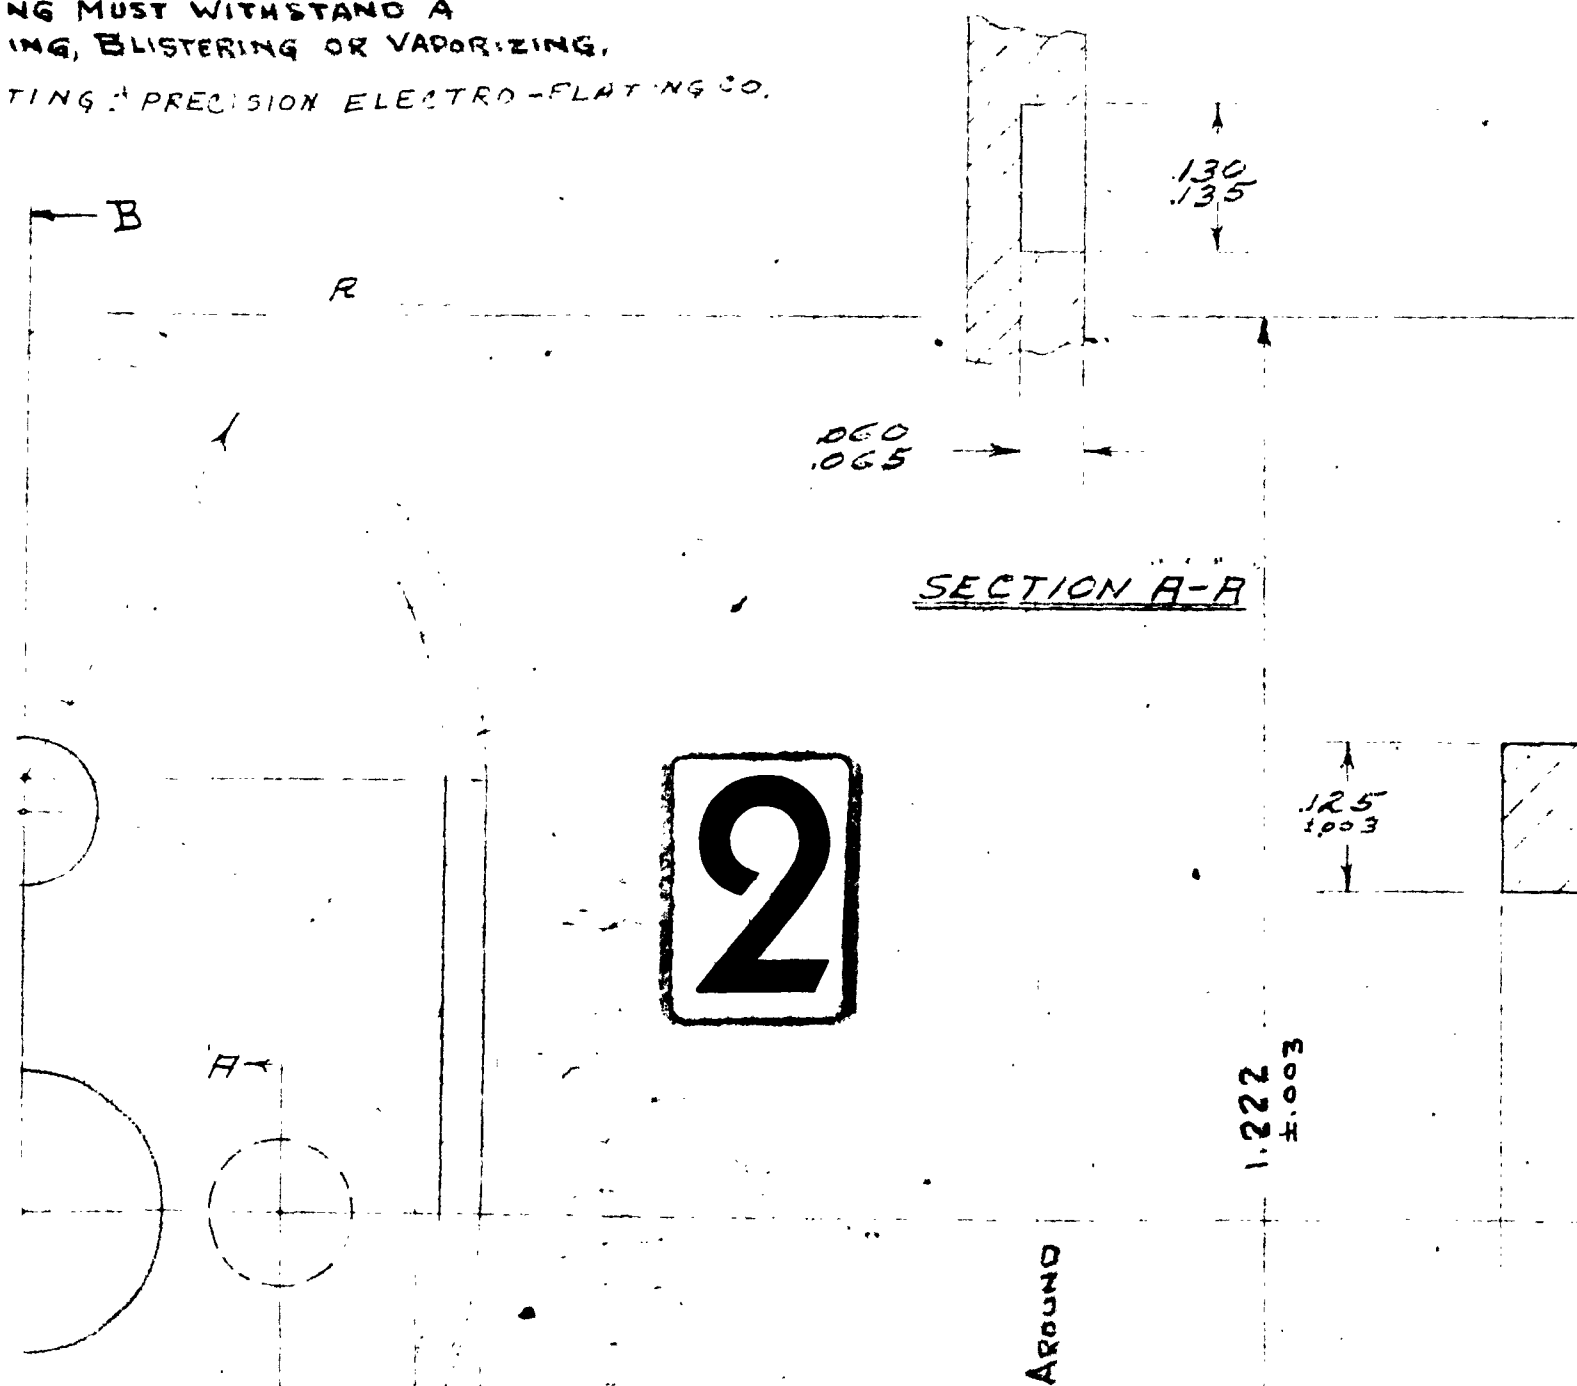 NG MUST WITHSTAND A
ING, BLISTERING OR VAPORIZING.
TING: PRECISION ELECTRO-PLATING CO.
B
R
.130
.135
.060
.065
SECTION A-A
2
.125
±.003
A
1.222
±.003
AROUND